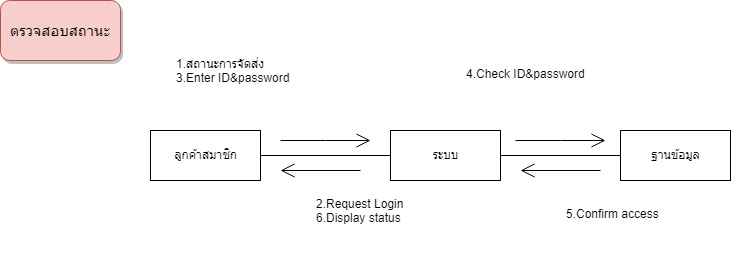 ตรวจสอบสถานะ
1.สถานะการจัดส่ง
3.Enter ID&password
4.Check ID&password
ลูกค้าสมาชิก
ระบบ
ฐานข้อมูล
2.Request Login
6.Display status
5.Confirm access